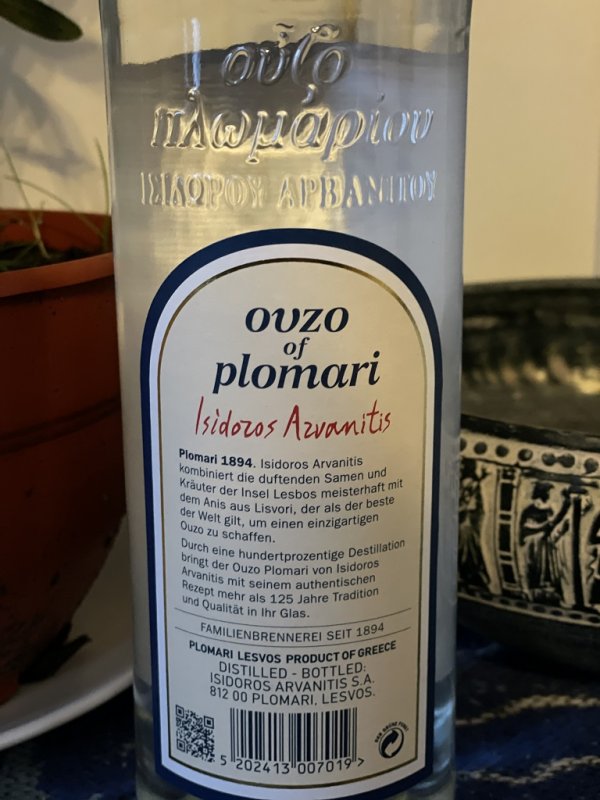 οὖζο
πλωμάριου
ΙΣΙΔΩΡΟΥ ΑΡΒΑΝΙΤΟΥ
ουzo
of
plomari
Isidoros Arvanitis
Plomari 1894. Isidoros Arvanitis
kombiniert die duftenden Samen und
Kräuter der Insel Lesbos meisterhaft mit
dem Anis aus Lisvori, der als der beste
der Welt gilt, um einen einzigartigen
Ouzo zu schaffen.
Durch eine hundertprozentige Destillation
bringt der Ouzo Plomari von Isidoros
Arvanitis mit seinem authentischen
Rezept mehr als 125 Jahre Tradition
und Qualität in Ihr Glas.
FAMILIENBRENNEREI SEIT 1894
PLOMARI LESVOS PRODUCT OF GREECE
DISTILLED - BOTTLED:
ISIDOROS ARVANITIS S.A.
812 00 PLOMARI, LESVOS.
5 202413 007019 >